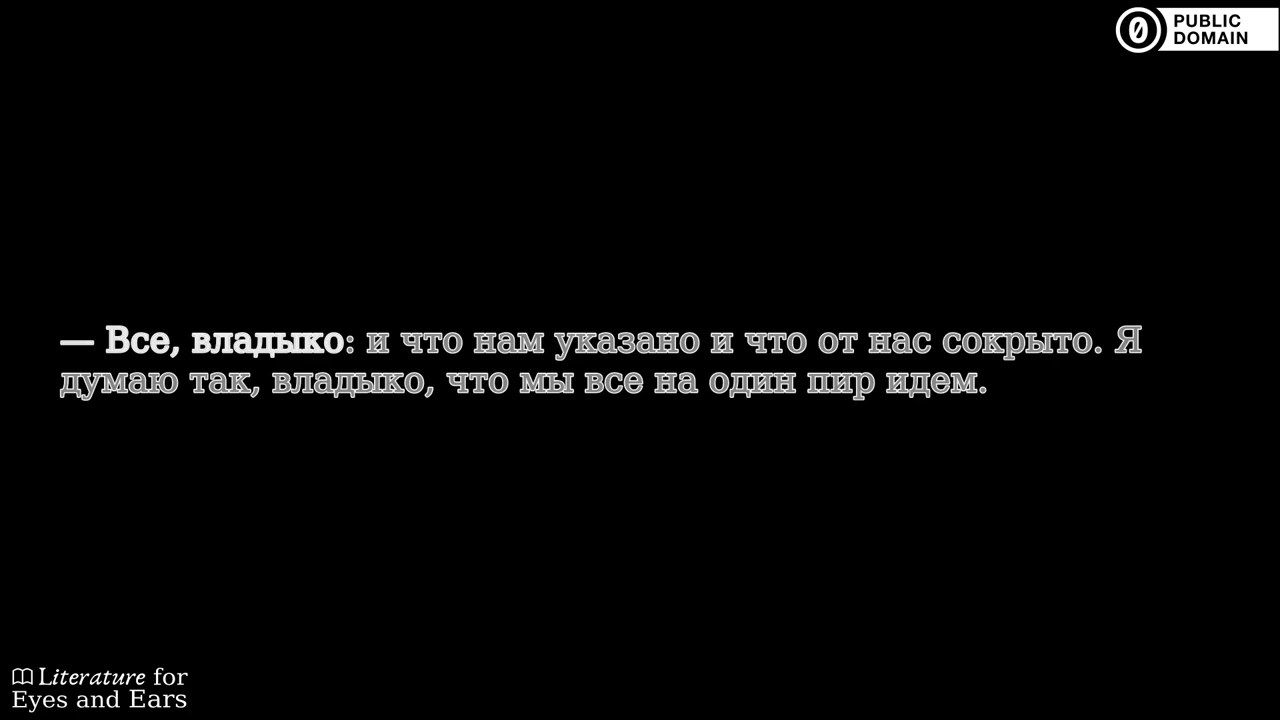 PUBLIC
DOMAIN
— Все, владыко: и что нам указано и что от нас сокрыто. Я
думаю так, владыко, что мы все на один пир идем.
Literature for
Eyes and Ears